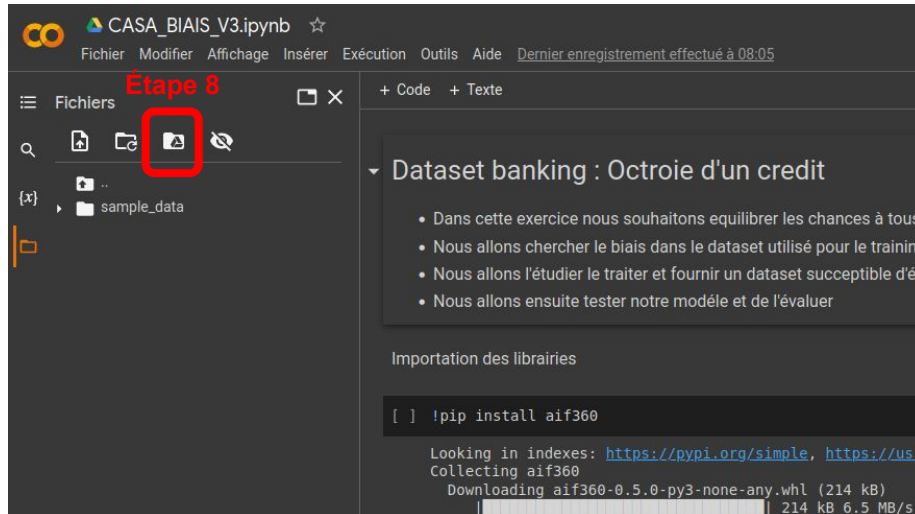 CASA_BIAIS_V3.ipynb
Fichier Modifier Affichage Insérer Exécution Outils Aide Dernier enregistrement effectué à 08:05
Étape 8
Fichiers
+ Code + Texte
..
{x}
sample_data
Dataset banking : Octroie d'un credit
• Dans cette exercice nous souhaitons equilibrer les chances à tous
• Nous allons chercher le biais dans le dataset utilisé pour le trainin
• Nous allons l'étudier le traiter et fournir un dataset succeptible d'é
• Nous allons ensuite tester notre modéle et de l'évaluer
Importation des librairies
[ ] !pip install aif360
Looking in indexes: https://pypi.org/simple, https://us
Collecting aif360
Downloading aif360-0.5.0-py3-none-any.whl (214 kB)
| 214 kB 6.5 MB/s